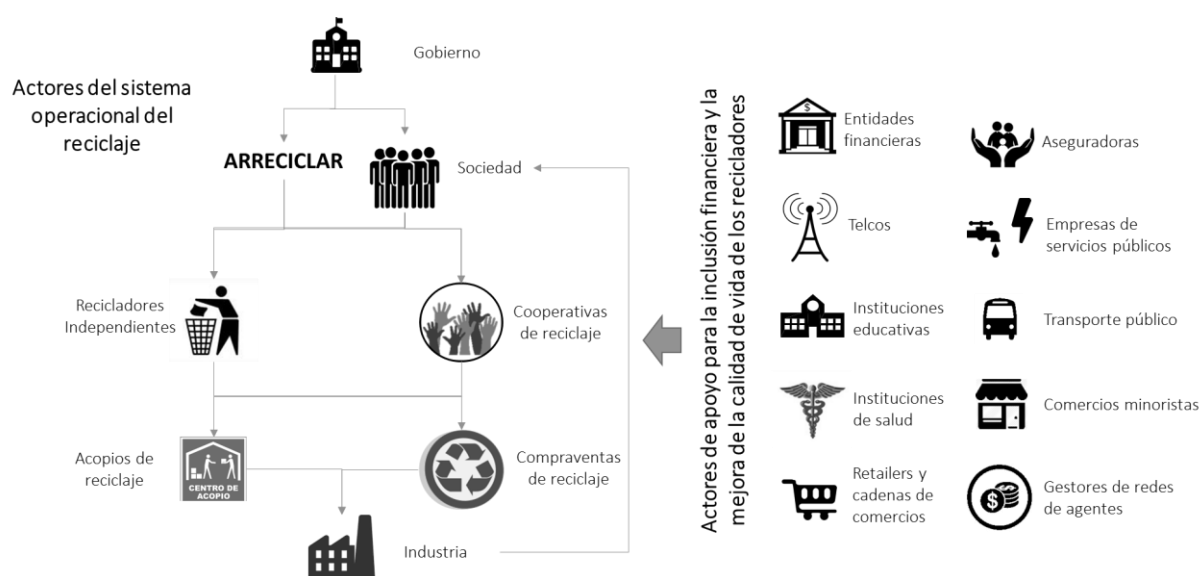 Gobierno
Actores del sistema
operacional del
reciclaje
ARRECICLAR
Sociedad
Recicladores
Independientes
Cooperativas
de reciclaje
Acopios de
reciclaje
CENTRO DE
ACOPIO
Compraventas
de reciclaje
Industria
Actores de apoyo para la inclusión financiera y la
mejora de la calidad de vida de los recicladores
$
Entidades
financieras
Aseguradoras
Telcos
Empresas de
servicios públicos
Instituciones
educativas
Transporte público
Instituciones
de salud
Comercios minoristas
Retailers y
cadenas de
comercios
$
Gestores de redes
de agentes